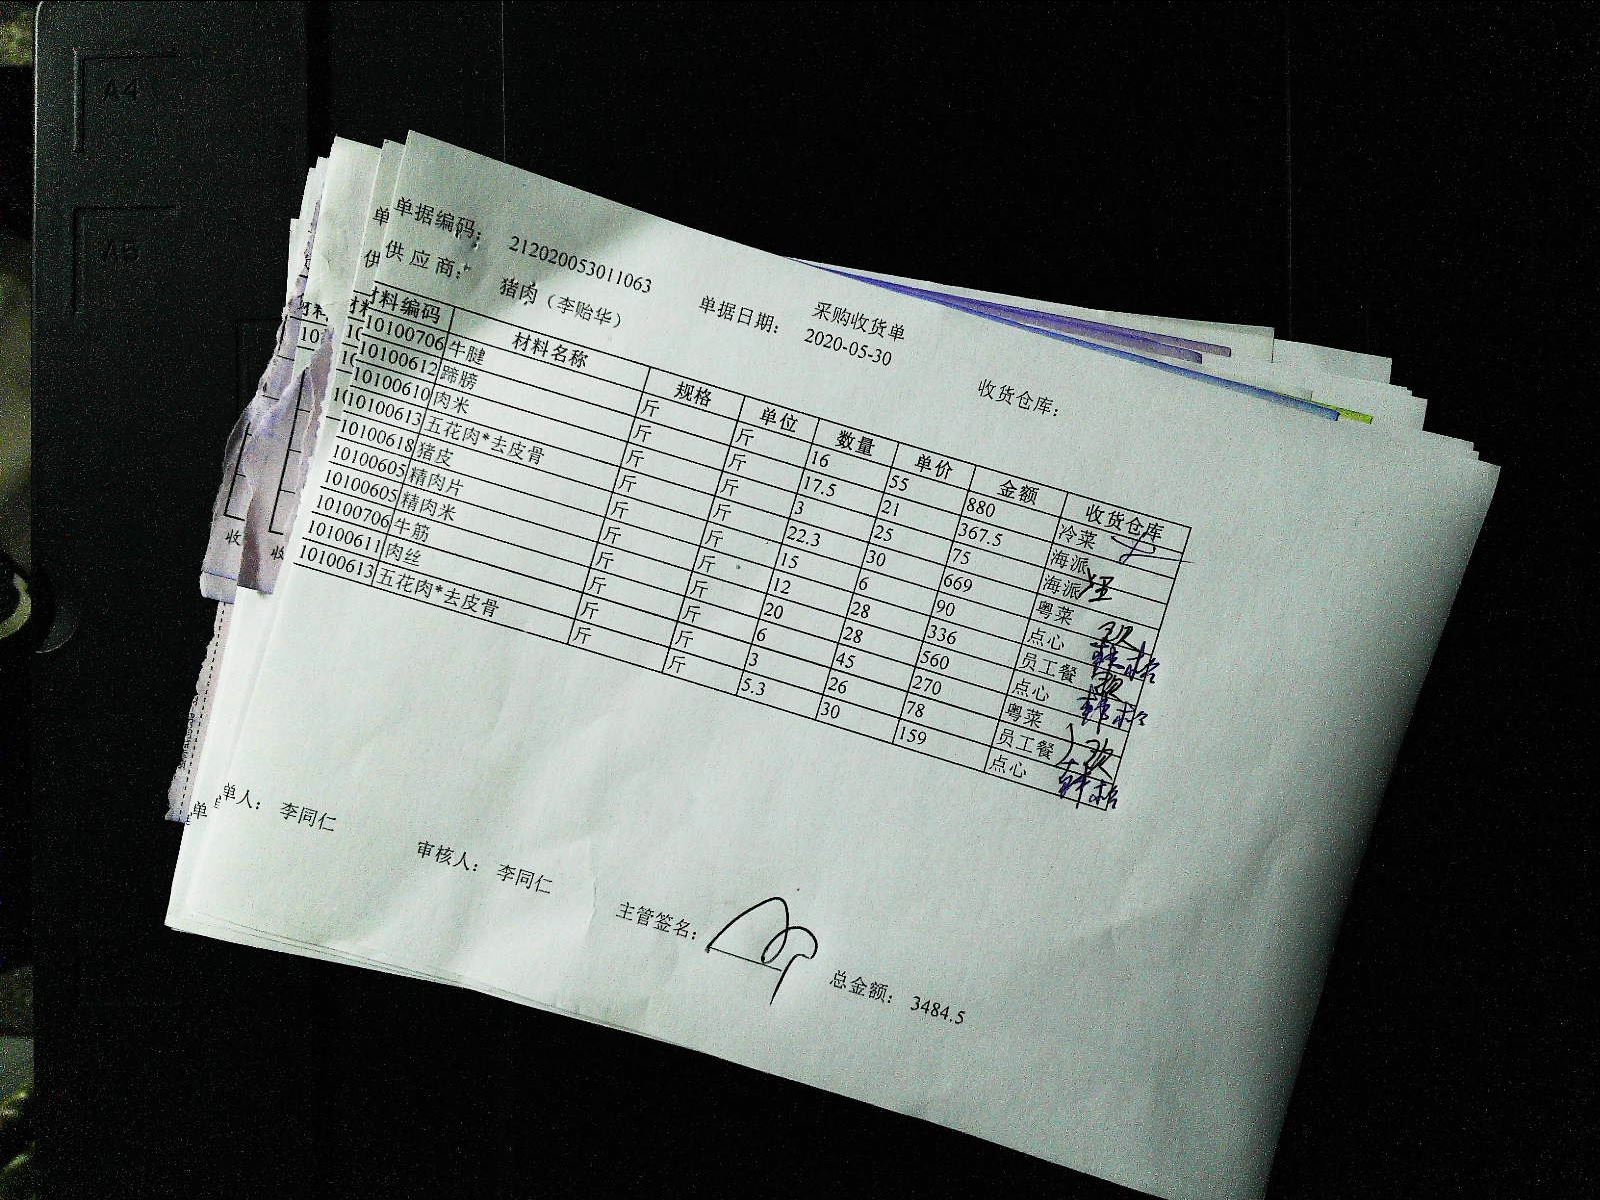 采购收货单
单据编码： 212020053011063 单据日期： 2020-05-30 收货仓库：
供应商： 猪肉（李贻华）
材料编码 材料名称 规格 单位 数量 单价 金额 收货仓库
10100706 牛腱 斤 斤 16 55 880 冷菜
10100612 蹄膀 斤 斤 17.5 21 367.5 海派
10100610 肉米 斤 斤 3 25 75 海派
10100613 五花肉*去皮骨 斤 斤 22.3 30 669 粤菜
10100618 猪皮 斤 斤 15 6 90 点心
10100605 精肉片 斤 斤 12 28 336 员工餐
10100605 精肉米 斤 斤 20 28 560 点心
10100706 牛筋 斤 斤 6 45 270 粤菜
10100611 肉丝 斤 斤 3 26 78 员工餐
10100613 五花肉*去皮骨 斤 斤 5.3 30 159 点心
单人： 李同仁 审核人： 李同仁 主管签名： 总金额： 3484.5
A4
A5